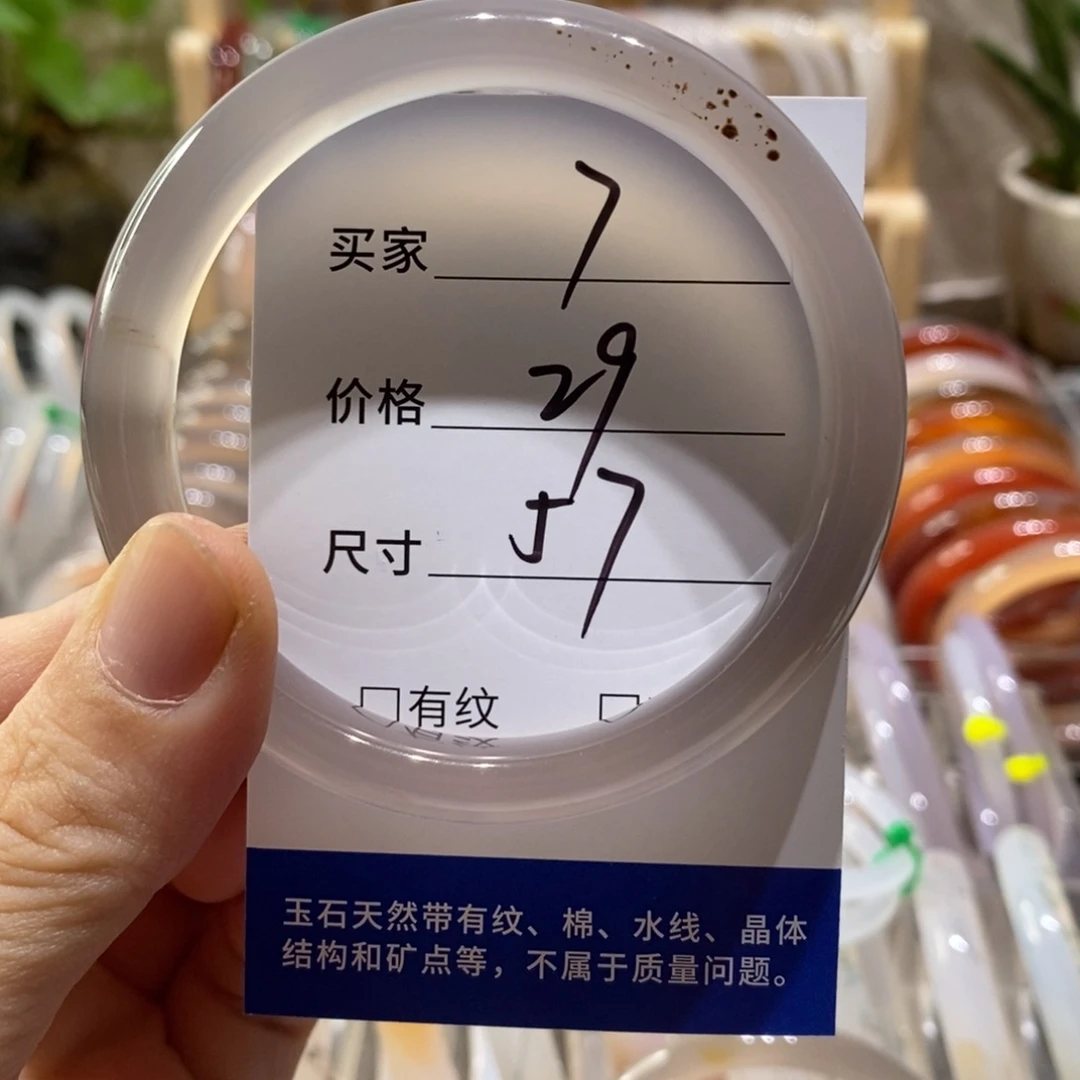 买家 7
价格 29
尺寸 57
□有纹 □
玉石天然带有纹、棉、水线、晶体
结构和矿点等，不属于质量问题。